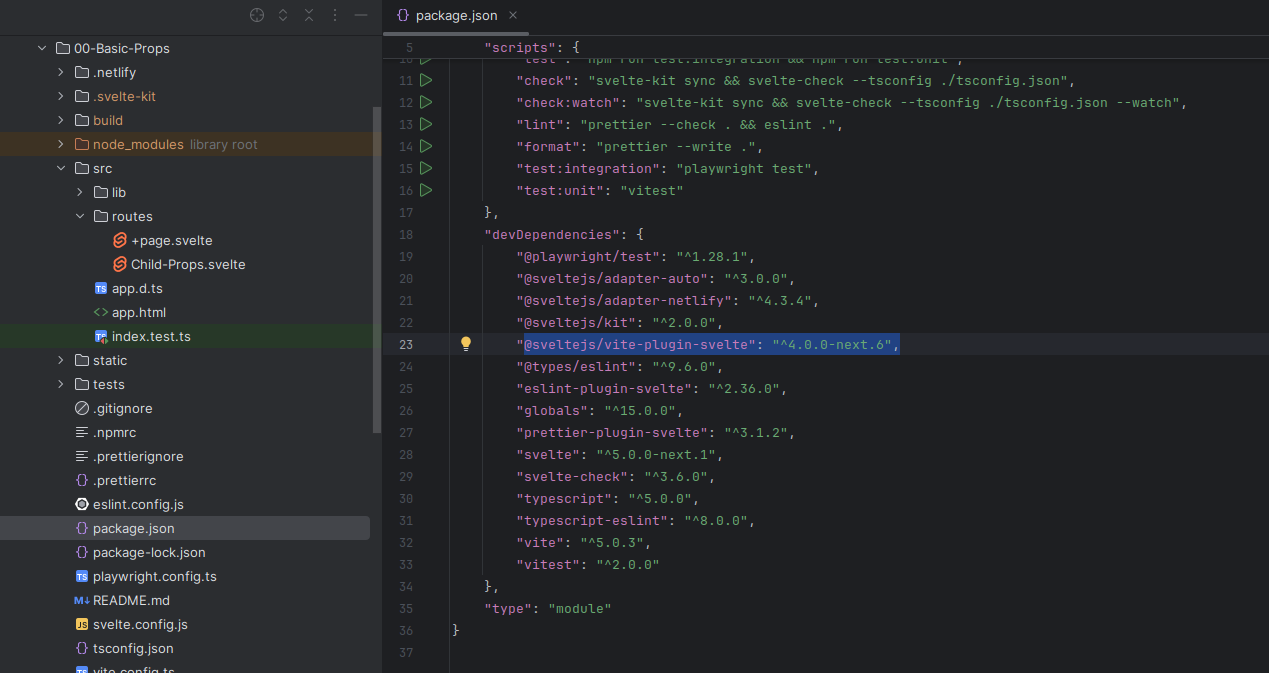 00-Basic-Props
.netlify
.svelte-kit
build
node_modules library root
src
lib
routes
+page.svelte
Child-Props.svelte
app.d.ts
app.html
index.test.ts
static
tests
.gitignore
.npmrc
.prettierignore
.prettierrc
eslint.config.js
package.json
package-lock.json
playwright.config.ts
README.md
svelte.config.js
tsconfig.json
vite.config.ts
package.json
5 "scripts": {
10 "test": "npm run test:integration && npm run test:unit",
11 "check": "svelte-kit sync && svelte-check --tsconfig ./tsconfig.json",
12 "check:watch": "svelte-kit sync && svelte-check --tsconfig ./tsconfig.json --watch",
13 "lint": "prettier --check . && eslint .",
14 "format": "prettier --write .",
15 "test:integration": "playwright test",
16 "test:unit": "vitest"
17 },
18 "devDependencies": {
19 "@playwright/test": "^1.28.1",
20 "@sveltejs/adapter-auto": "^3.0.0",
21 "@sveltejs/adapter-netlify": "^4.3.4",
22 "@sveltejs/kit": "^2.0.0",
23 "@sveltejs/vite-plugin-svelte": "^4.0.0-next.6",
24 "@types/eslint": "^9.6.0",
25 "eslint-plugin-svelte": "^2.36.0",
26 "globals": "^15.0.0",
27 "prettier-plugin-svelte": "^3.1.2",
28 "svelte": "^5.0.0-next.1",
29 "svelte-check": "^3.6.0",
30 "typescript": "^5.0.0",
31 "typescript-eslint": "^8.0.0",
32 "vite": "^5.0.3",
33 "vitest": "^2.0.0"
34 },
35 "type": "module"
36 }
37